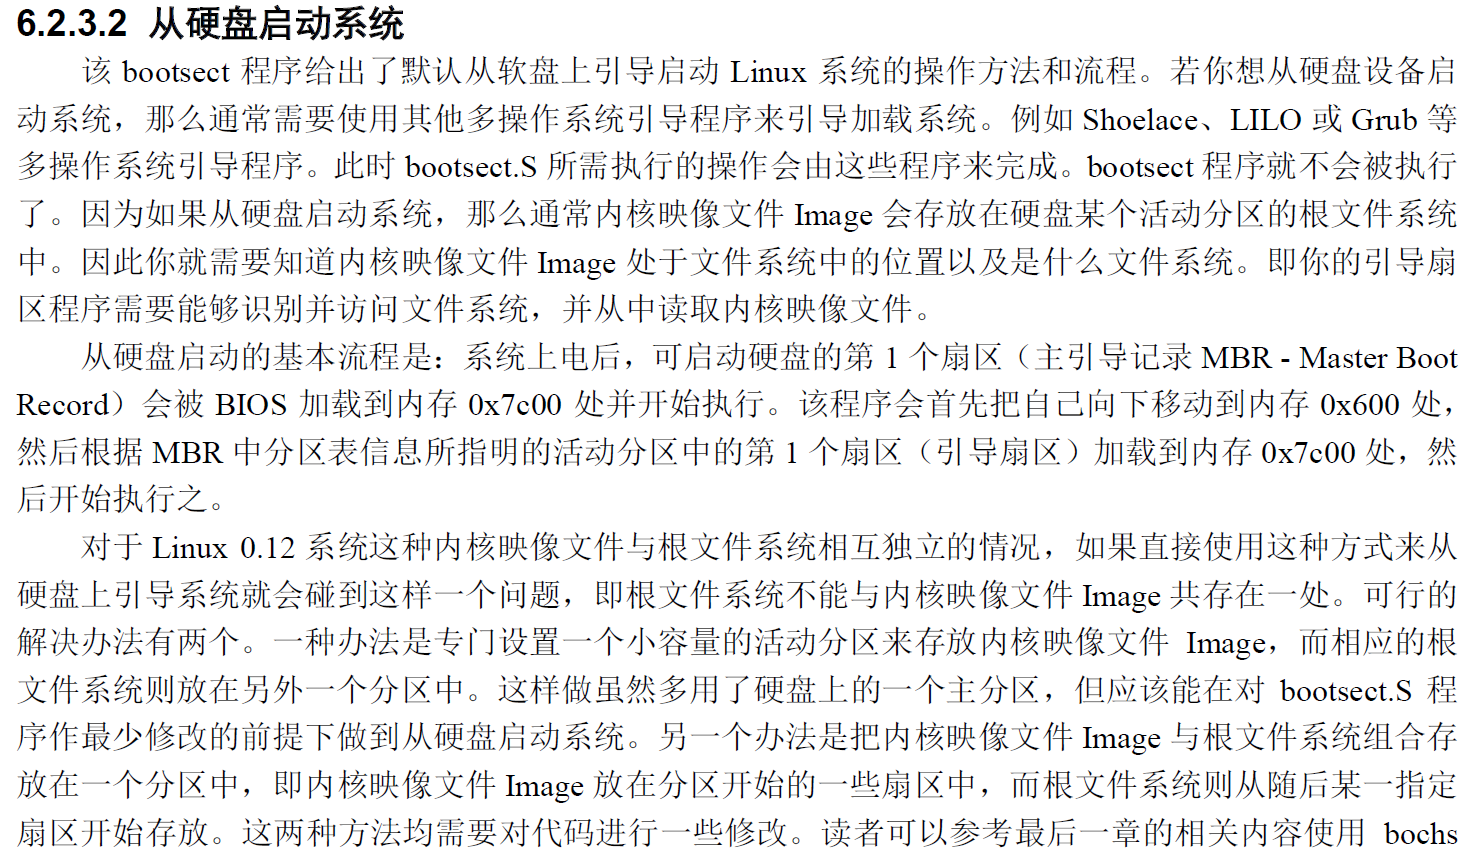 6.2.3.2 从硬盘启动系统
该 bootsect 程序给出了默认从软盘上引导启动 Linux 系统的操作方法和流程。若你想从硬盘设备启
动系统，那么通常需要使用其他多操作系统引导程序来引导加载系统。例如 Shoelace、LILO 或 Grub 等
多操作系统引导程序。此时 bootsect.S 所需执行的操作会由这些程序来完成。bootsect 程序就不会被执行
了。因为如果从硬盘启动系统，那么通常内核映像文件 Image 会存放在硬盘某个活动分区的根文件系统
中。因此你就需要知道内核映像文件 Image 处于文件系统中的位置以及是什么文件系统。即你的引导扇
区程序需要能够识别并访问文件系统，并从中读取内核映像文件。
从硬盘启动的基本流程是：系统上电后，可启动硬盘的第 1 个扇区（主引导记录 MBR - Master Boot
Record）会被 BIOS 加载到内存 0x7c00 处并开始执行。该程序会首先把自己向下移动到内存 0x600 处，
然后根据 MBR 中分区表信息所指明的活动分区中的第 1 个扇区（引导扇区）加载到内存 0x7c00 处，然
后开始执行之。
对于 Linux 0.12 系统这种内核映像文件与根文件系统相互独立的情况，如果直接使用这种方式来从
硬盘上引导系统就会碰到这样一个问题，即根文件系统不能与内核映像文件 Image 共存在一处。可行的
解决办法有两个。一种办法是专门设置一个小容量的活动分区来存放内核映像文件 Image，而相应的根
文件系统则放在另外一个分区中。这样做虽然多用了硬盘上的一个主分区，但应该能在对 bootsect.S 程
序作最少修改的前提下做到从硬盘启动系统。另一个办法是把内核映像文件 Image 与根文件系统组合存
放在一个分区中，即内核映像文件 Image 放在分区开始的一些扇区中，而根文件系统则从随后某一指定
扇区开始存放。这两种方法均需要对代码进行一些修改。读者可以参考最后一章的相关内容使用 bochs